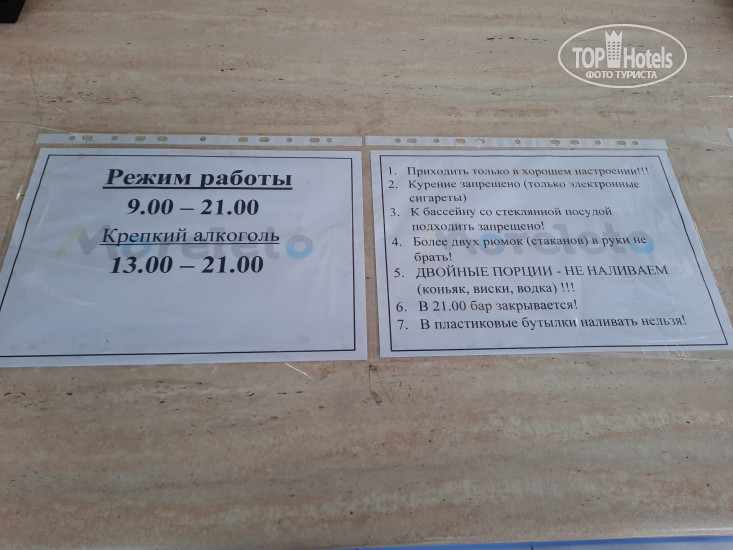 TOP Hotels
ФОТО ТУРИСТА
Режим работы
9.00 – 21.00
Крепкий алкоголь
13.00 – 21.00
MoreLeto
1. Приходить только в хорошем настроении!!!
2. Курение запрещено (только электронные
сигареты)
3. К бассейну со стеклянной посудой
подходить запрещено!
4. Более двух рюмок (стаканов) в руки не
брать!
5. ДВОЙНЫЕ ПОРЦИИ - НЕ НАЛИВАЕМ
(коньяк, виски, водка) !!!
6. В 21.00 бар закрывается!
7. В пластиковые бутылки наливать нельзя!
MoreLeto